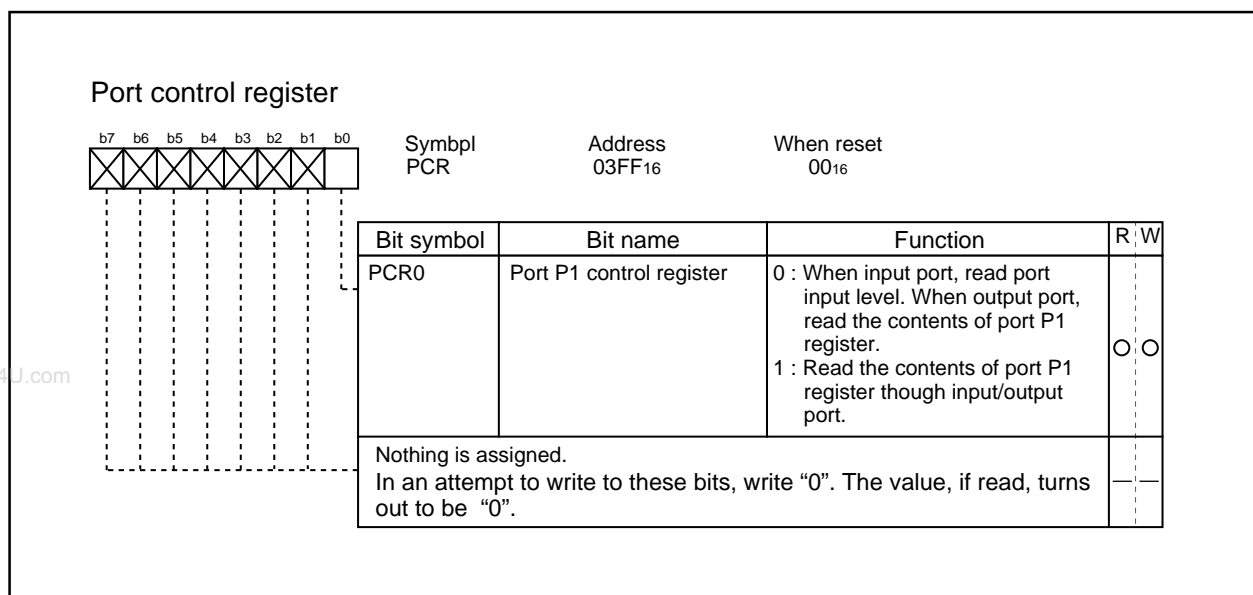 Port control register
b7 b6 b5 b4 b3 b2 b1 b0
Symbpl Address When reset
PCR 03FF16 0016
Bit symbol Bit name Function R W
PCR0 Port P1 control register 0 : When input port, read port
input level. When output port,
read the contents of port P1
register.
1 : Read the contents of port P1
register though input/output
port.
Nothing is assigned.
In an attempt to write to these bits, write “0”. The value, if read, turns
out to be “0”.
4U.com